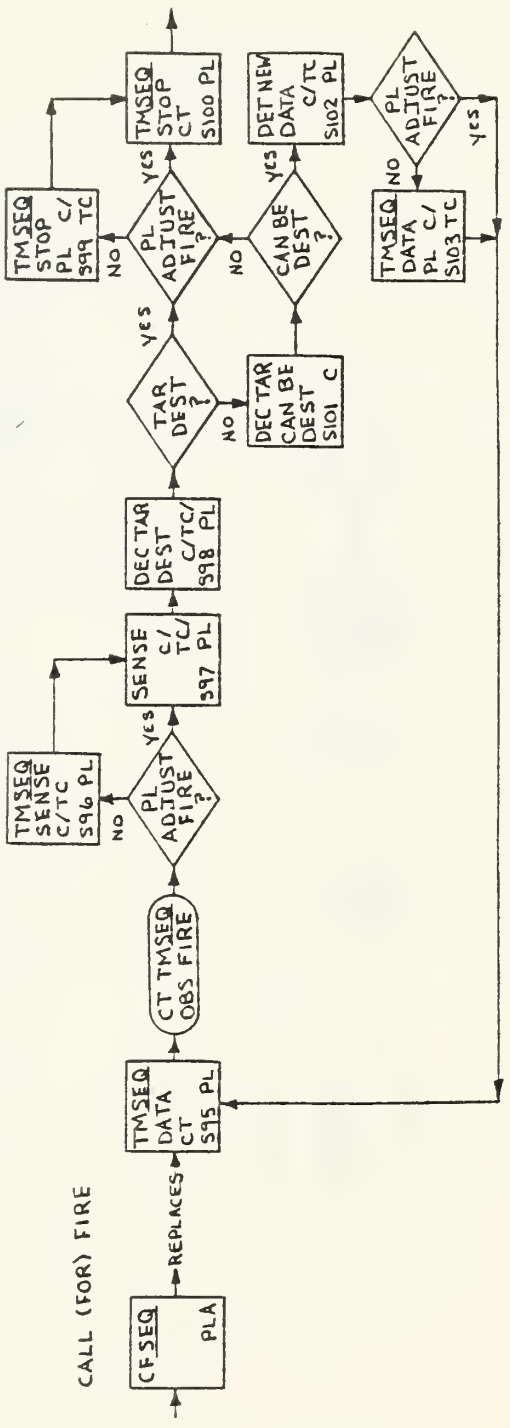 CALL (FOR) FIRE
CFSEQ
PLA
REPLACES
TMSEQ
DATA
CT
S95 PL
CT TMSEQ
OBS FIRE
PL
ADJUST
FIRE
?
NO
YES
TMSEQ
SENSE
C/TC
S96 PL
SENSE
C/
TC/
S97 PL
DEC TAR
DEST
C/TC/
S98 PL
TAR
DEST
?
YES
NO
PL
ADJUST
FIRE
?
NO
YES
TMSEQ
STOP
PL C/
S99 TC
TMSEQ
STOP
CT
S100 PL
DEC TAR
CAN BE
DEST
S101 C
CAN BE
DEST
?
NO
YES
DET NEW
DATA
C/TC
S102 PL
PL
ADJUST
FIRE
?
NO
YES
TMSEQ
DATA
PL C/
S103 TC